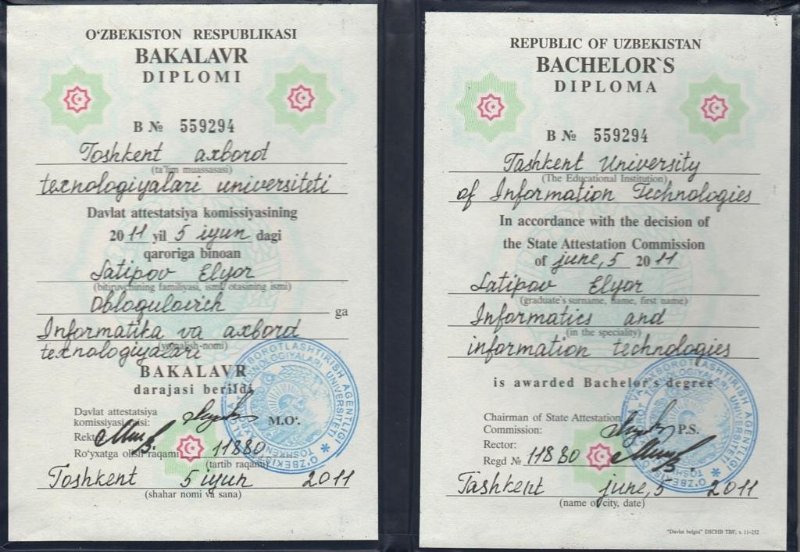 O'ZBEKISTON RESPUBLIKASI
BAKALAVR
DIPLOMI
B № 559294
Toshkent axborot
(ta'lim muassasasi)
texnologiyalari universiteti
Davlat attestatsiya komissiyasining
2011 yil 5 iyun dagi
qaroriga binoan
Latipov Elyor
(bitiruvchining familiyasi, ismi, otasining ismi)
Obloqulovich ga
Informatika va axborot
(yo'nalish-nomi)
texnologiyalari
BAKALAVR
darajasi berildi
Davlat attestatsiya
komissiyasi raisi:
M.O'.
Rektor
Ro'yxatga olish raqami 11880
(tartib raqami)
Toshkent 5 iyun 2011
(shahar nomi va sana)
REPUBLIC OF UZBEKISTAN
BACHELOR`S
DIPLOMA
B № 559294
Tashkent University
(The Educational Institution)
of Information Technologies
In accordance with the decision of
the State Attestation Commission
of june, 5 2011
Latipov Elyor
(graduate's surname, name, first name)
Informatics and
(in the speciality)
information technologies
is awarded Bachelor`s degree
Chairman of State Attestation
Commission: P.S.
Rector:
Regd № 11880
Tashkent june, 5 2011
(name of city, date)
"Davlat belgisi" DSCHB TBF, z. 11-252